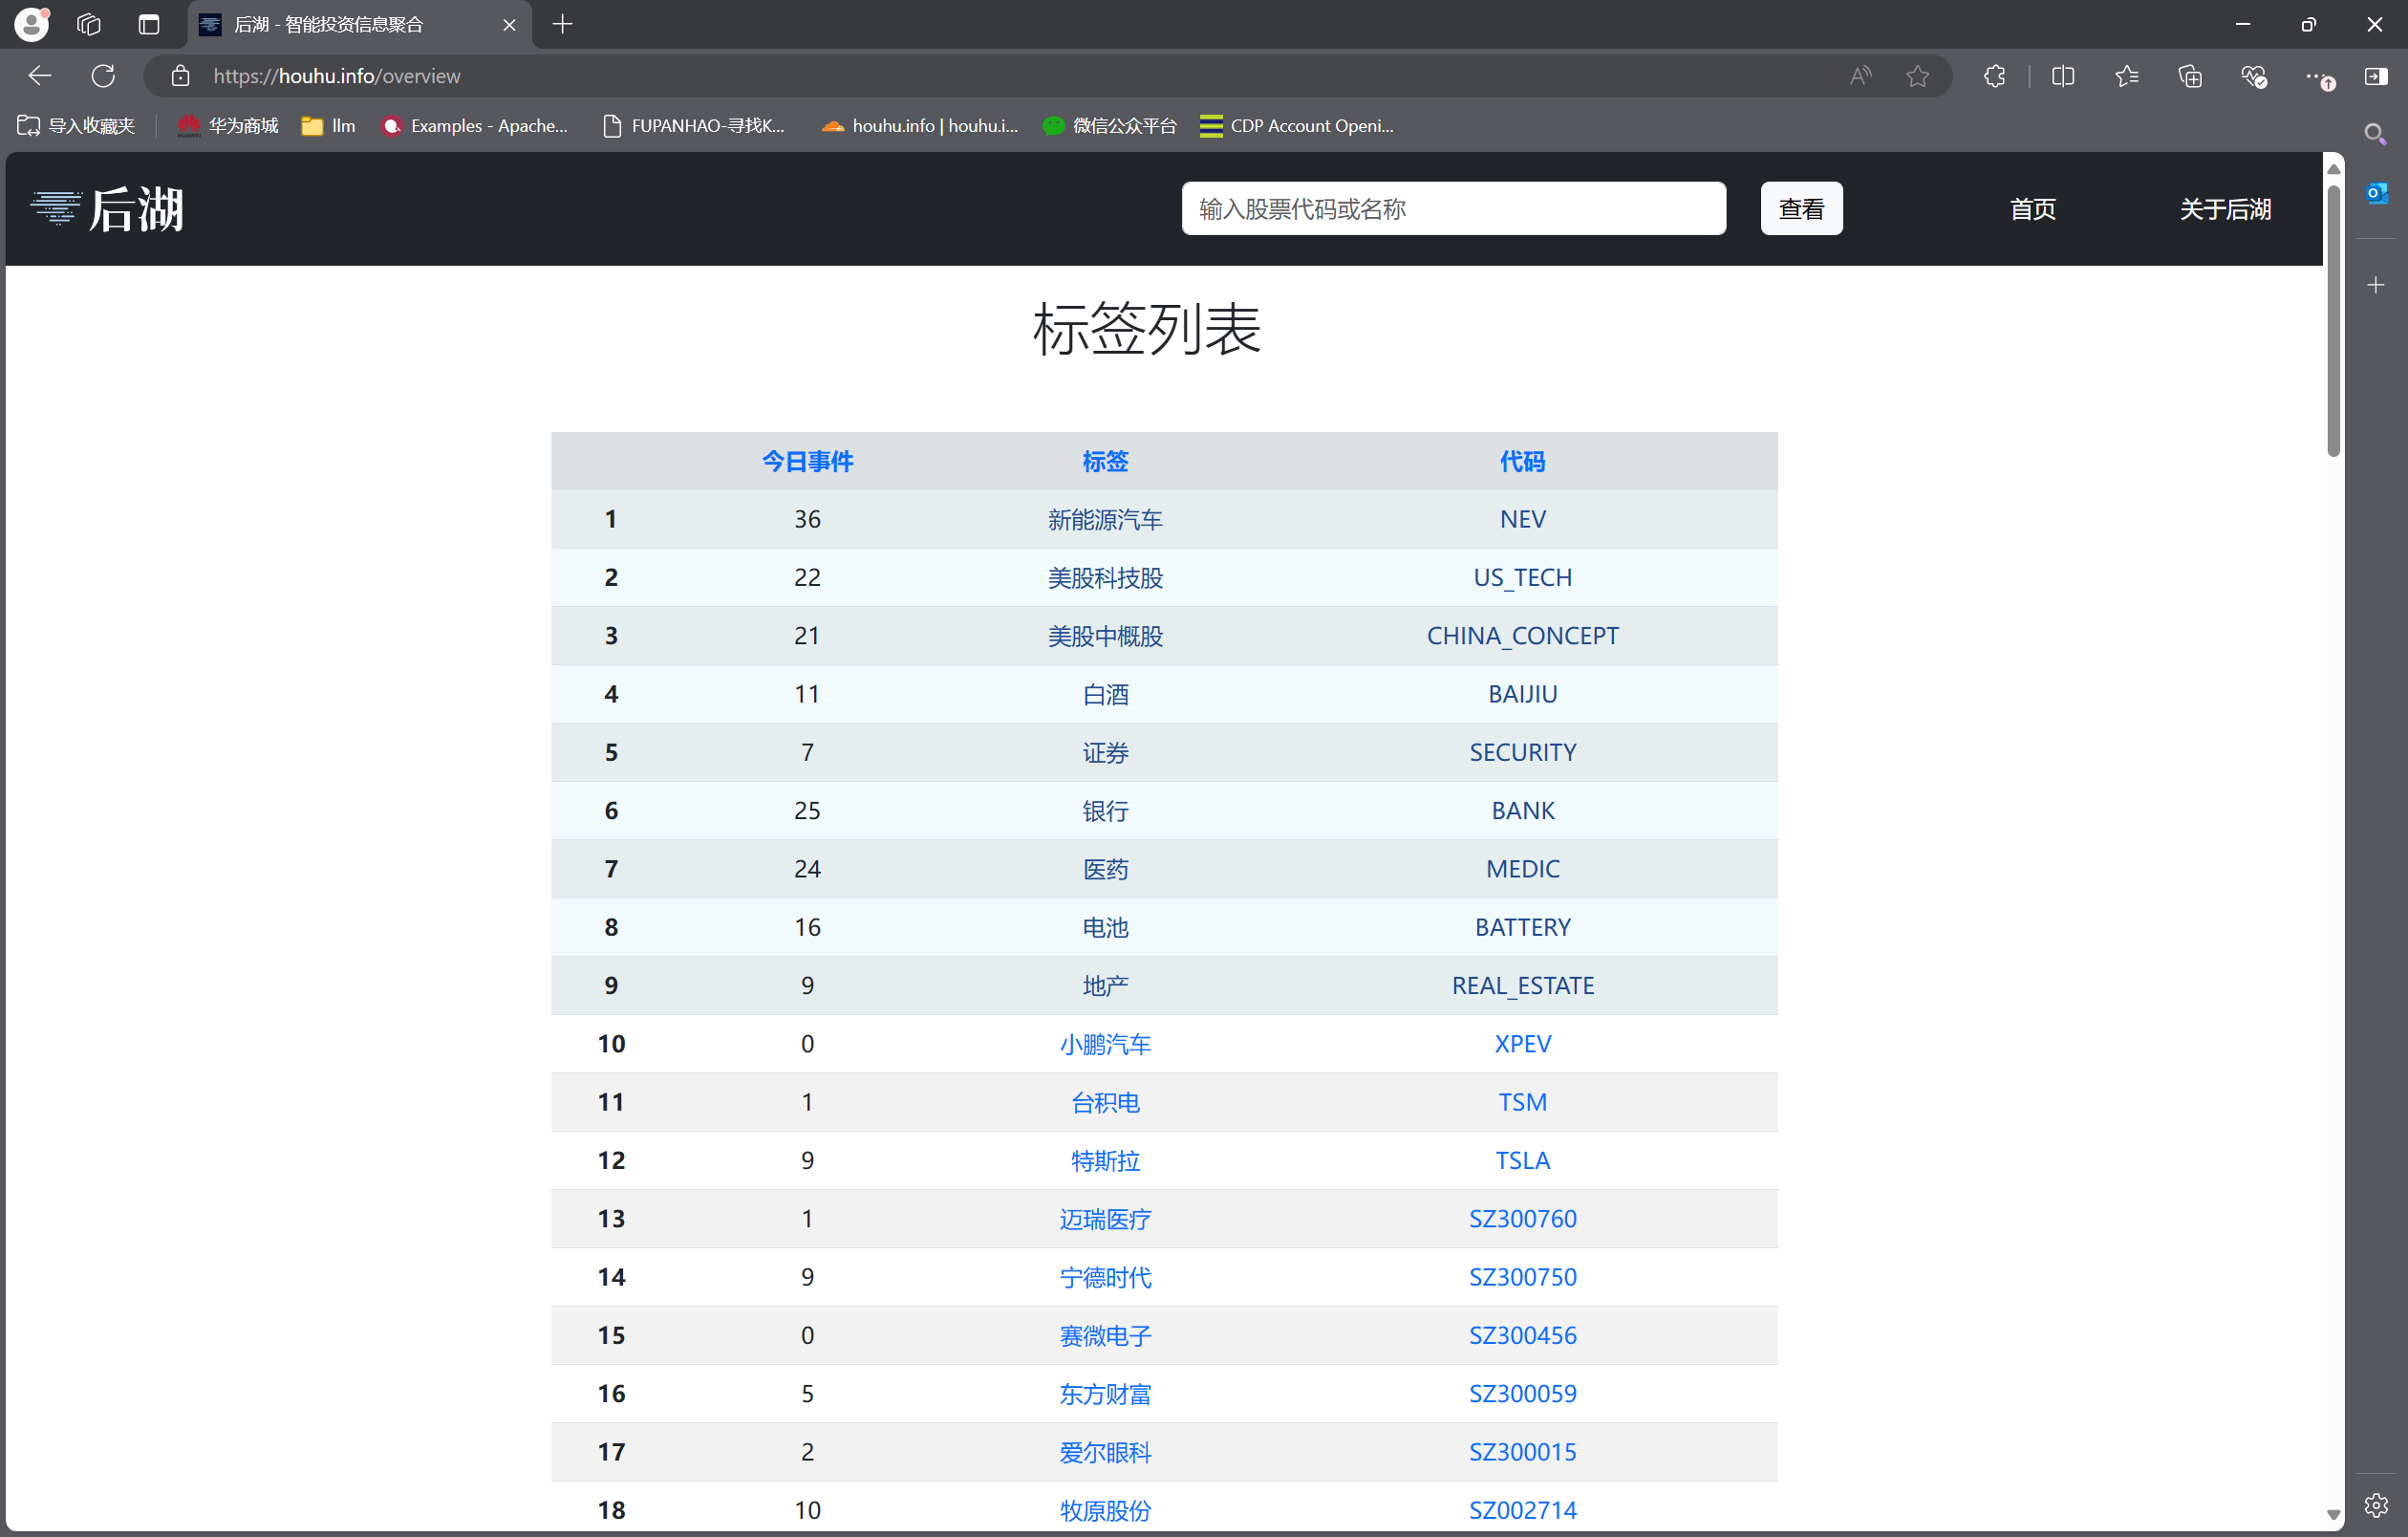 后湖 - 智能投资信息聚合
https://houhu.info/overview
导入收藏夹 华为商城 llm Examples - Apache... FUPANHAO-寻找K... houhu.info | houhu.i... 微信公众平台 CDP Account Openi...
后湖 输入股票代码或名称 查看 首页 关于后湖
标签列表
今日事件 标签 代码
1 36 新能源汽车 NEV
2 22 美股科技股 US_TECH
3 21 美股中概股 CHINA_CONCEPT
4 11 白酒 BAIJIU
5 7 证券 SECURITY
6 25 银行 BANK
7 24 医药 MEDIC
8 16 电池 BATTERY
9 9 地产 REAL_ESTATE
10 0 小鹏汽车 XPEV
11 1 台积电 TSM
12 9 特斯拉 TSLA
13 1 迈瑞医疗 SZ300760
14 9 宁德时代 SZ300750
15 0 赛微电子 SZ300456
16 5 东方财富 SZ300059
17 2 爱尔眼科 SZ300015
18 10 牧原股份 SZ002714